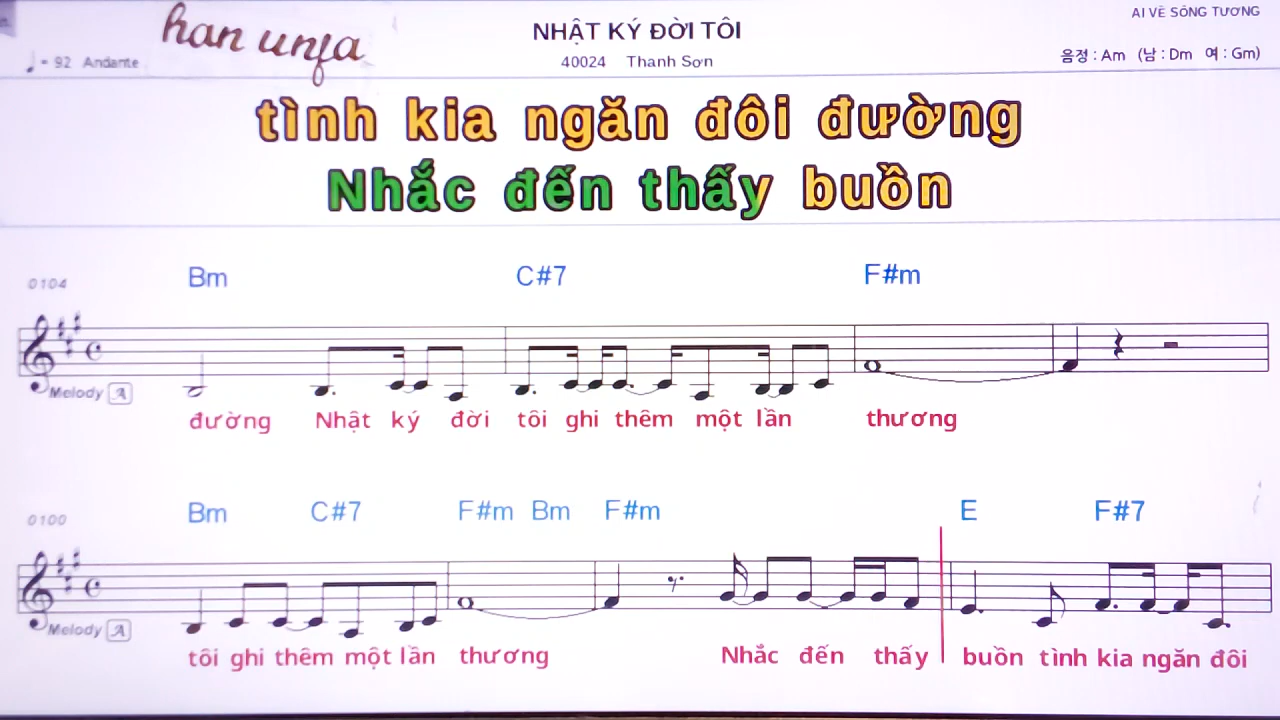 han unfa
AI VỀ SÔNG TƯƠNG
NHẬT KÝ ĐỜI TÔI
♩ = 92 Andante
40024 Thanh Sơn
음정 : Am (남 : Dm 여 : Gm)
tình kia ngăn đôi đường
Nhắc đến thấy buồn
0104
Bm C#7 F#m
Melody A
đường Nhật ký đời tôi ghi thêm một lần thương
0100
Bm C#7 F#m Bm F#m E F#7
Melody A
tôi ghi thêm một lần thương Nhắc đến thấy buồn tình kia ngăn đôi